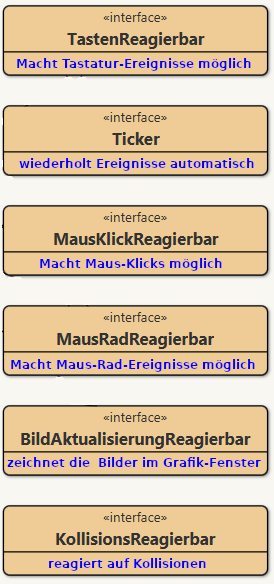 «interface»
TastenReagierbar
Macht Tastatur-Ereignisse möglich
«interface»
Ticker
wiederholt Ereignisse automatisch
«interface»
MausKlickReagierbar
Macht Maus-Klicks möglich
«interface»
MausRadReagierbar
Macht Maus-Rad-Ereignisse möglich
«interface»
BildAktualisierungReagierbar
zeichnet die Bilder im Grafik-Fenster
«interface»
KollisionsReagierbar
reagiert auf Kollisionen